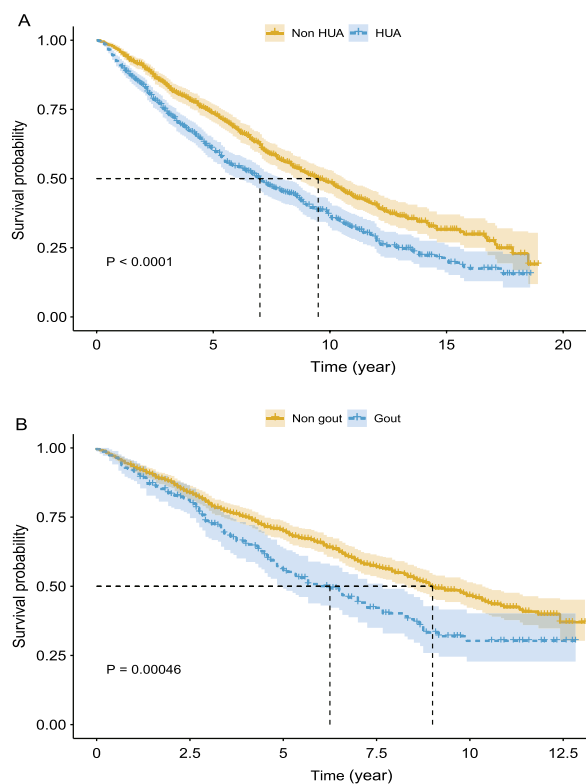 A
Non HUA HUA
1.00
0.75
0.50
0.25
0.00
Survival probability
P < 0.0001
0 5 10 15 20
Time (year)
B
Non gout Gout
1.00
0.75
0.50
0.25
0.00
Survival probability
P = 0.00046
0 2.5 5 7.5 10 12.5
Time (year)